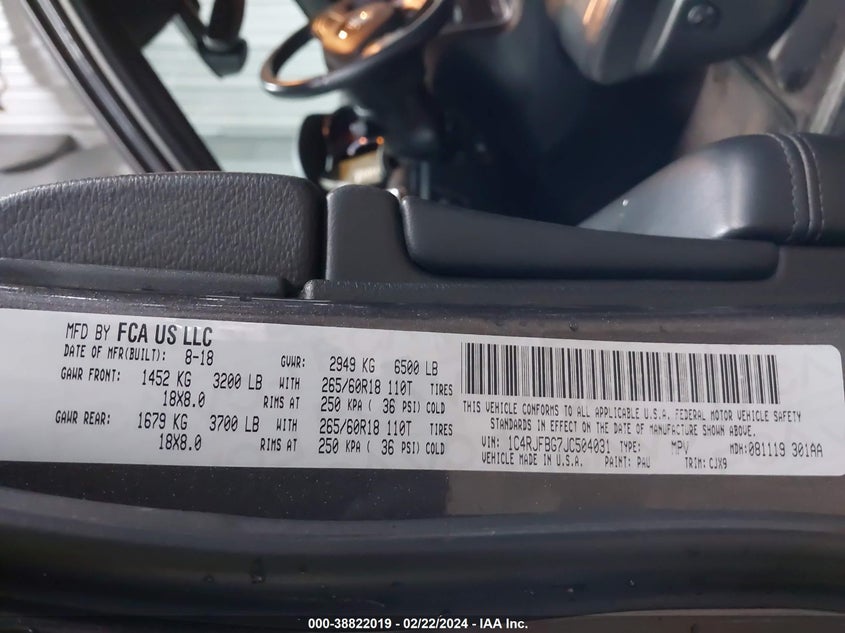 MFD BY FCA US LLC
DATE OF MFR(BUILT): 8-18 GVWR: 2949 KG 6500 LB
GAWR FRONT: 1452 KG 3200 LB WITH 265/60R18 110T TIRES
18X8.0 RIMS AT 250 KPA ( 36 PSI) COLD
GAWR REAR: 1679 KG 3700 LB WITH 265/60R18 110T TIRES
18X8.0 RIMS AT 250 KPA ( 36 PSI) COLD
THIS VEHICLE CONFORMS TO ALL APPLICABLE U.S.A. FEDERAL MOTOR VEHICLE SAFETY
STANDARDS IN EFFECT ON THE DATE OF MANUFACTURE SHOWN ABOVE.
VIN: 1C4RJFBG7JC504031 TYPE: MPV MDH:081119 301AA
VEHICLE MADE IN U.S.A. PAINT: PAU TRIM: CJX9
000-38822019 - 02/22/2024 - IAA Inc.